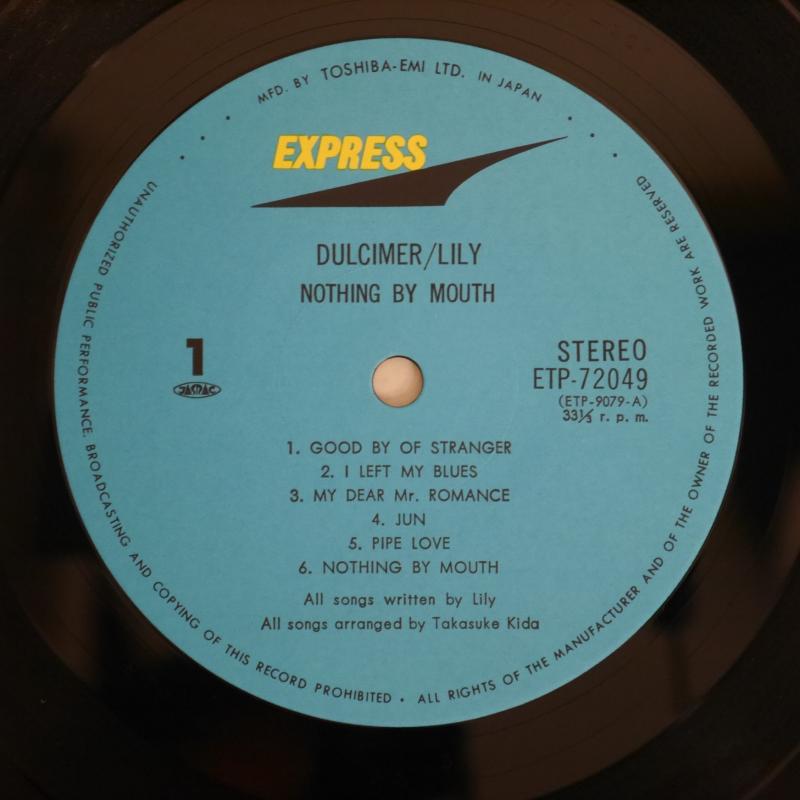 MFD. BY TOSHIBA-EMI LTD. IN JAPAN
EXPRESS
DULCIMER/LILY
NOTHING BY MOUTH
1
JASRAC
STEREO
ETP-72049
(ETP-9079-A)
33⅓ r. p. m.
1. GOOD BY OF STRANGER
2. I LEFT MY BLUES
3. MY DEAR Mr. ROMANCE
4. JUN
5. PIPE LOVE
6. NOTHING BY MOUTH
All songs written by Lily
All songs arranged by Takasuke Kida
UNAUTHORIZED PUBLIC PERFORMANCE. BROADCASTING AND COPYING OF THIS RECORD PROHIBITED • ALL RIGHTS OF THE MANUFACTURER AND OF THE OWNER OF THE RECORDED WORK ARE RESERVED